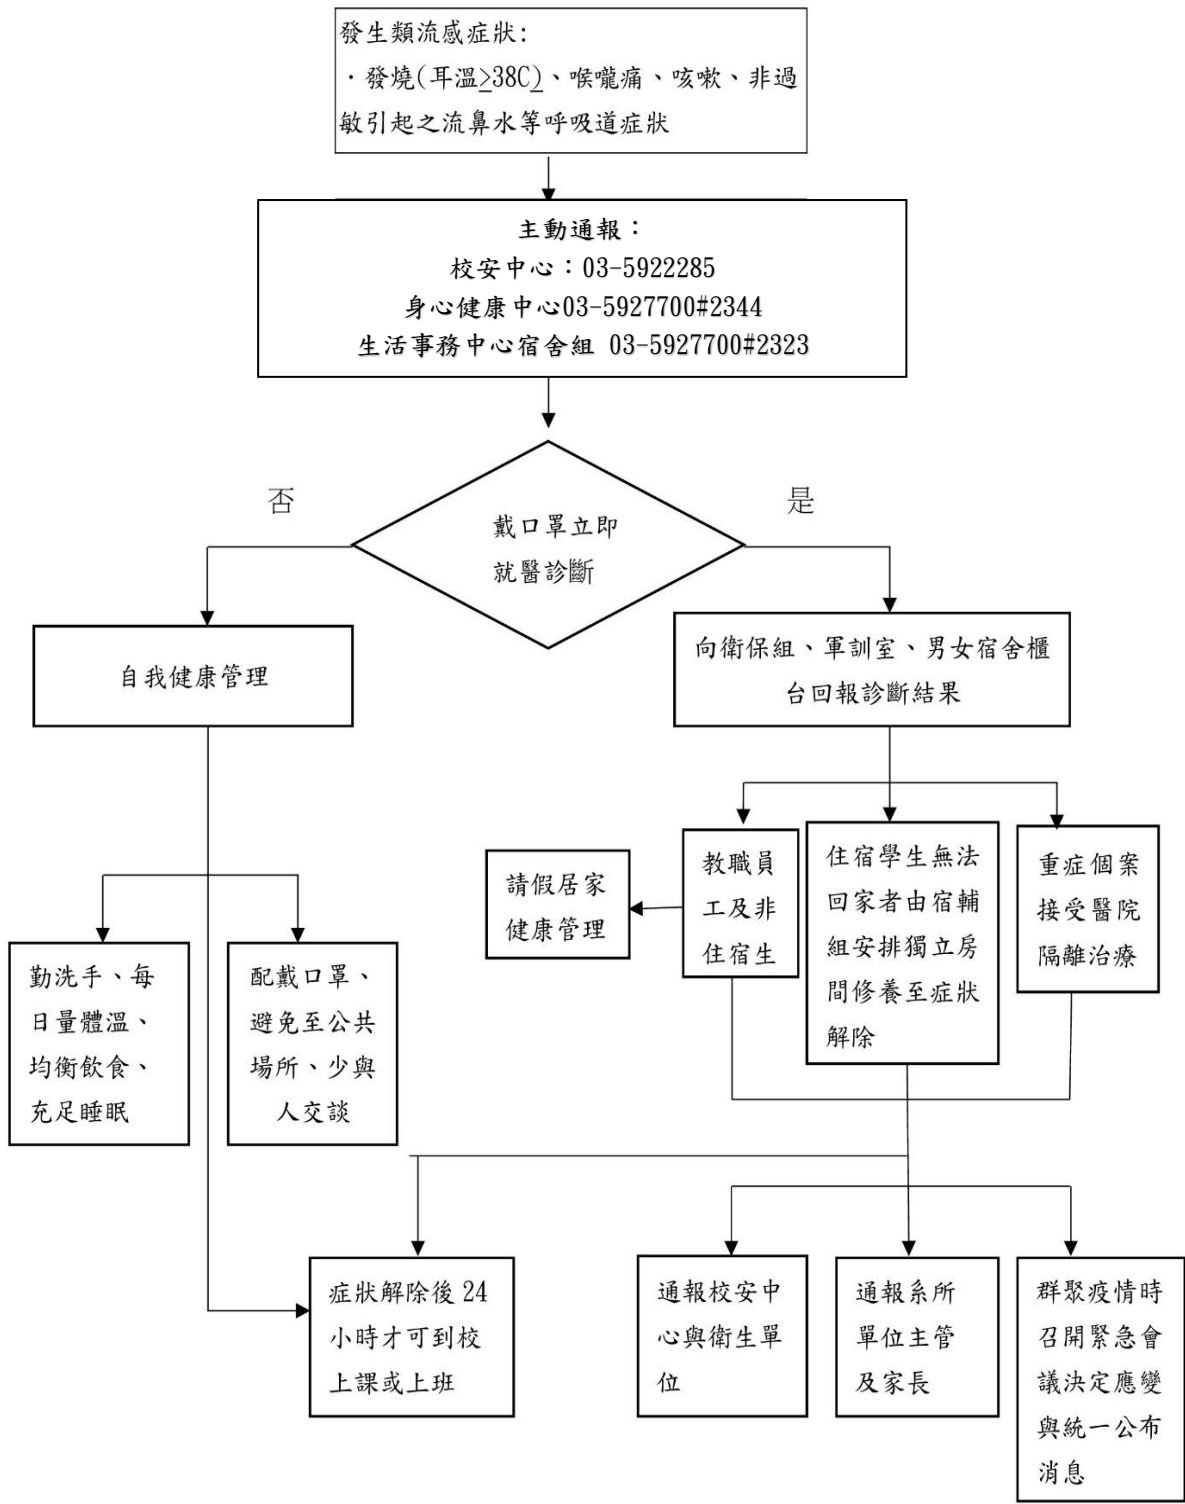 發生類流感症狀:
・發燒(耳溫≥38C)、喉嚨痛、咳嗽、非過
敏引起之流鼻水等呼吸道症狀
主動通報：
校安中心：03-5922285
身心健康中心03-5927700#2344
生活事務中心宿舍組 03-5927700#2323
否
是
戴口罩立即
就醫診斷
自我健康管理
向衛保組、軍訓室、男女宿舍櫃
台回報診斷結果
請假居家
健康管理
教職員
工及非
住宿生
住宿學生無法
回家者由宿輔
組安排獨立房
間修養至症狀
解除
重症個案
接受醫院
隔離治療
勤洗手、每
日量體溫、
均衡飲食、
充足睡眠
配戴口罩、
避免至公共
場所、少與
人交談
症狀解除後 24
小時才可到校
上課或上班
通報校安中
心與衛生單
位
通報系所
單位主管
及家長
群聚疫情時
召開緊急會
議決定應變
與統一公布
消息